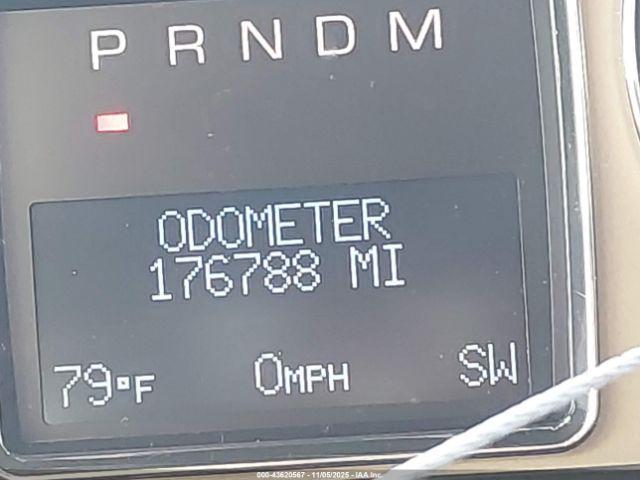 P R N D M
ODOMETER
176788 MI
79°F 0MPH SW
000-43620567 - 11/05/2025 - IAA Inc.